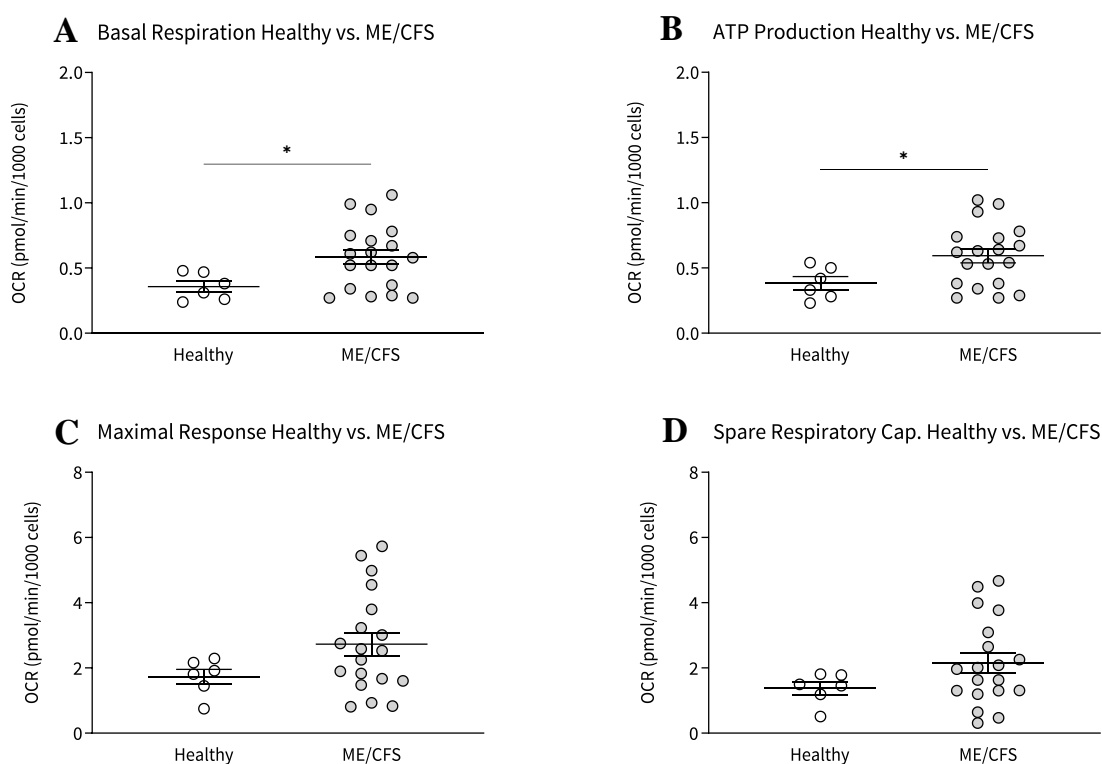 A Basal Respiration Healthy vs. ME/CFS
OCR (pmol/min/1000 cells)
2.0
1.5
1.0
0.5
0.0
*
Healthy ME/CFS
B ATP Production Healthy vs. ME/CFS
OCR (pmol/min/1000 cells)
2.0
1.5
1.0
0.5
0.0
*
Healthy ME/CFS
C Maximal Response Healthy vs. ME/CFS
OCR (pmol/min/1000 cells)
8
6
4
2
0
Healthy ME/CFS
D Spare Respiratory Cap. Healthy vs. ME/CFS
OCR (pmol/min/1000 cells)
8
6
4
2
0
Healthy ME/CFS